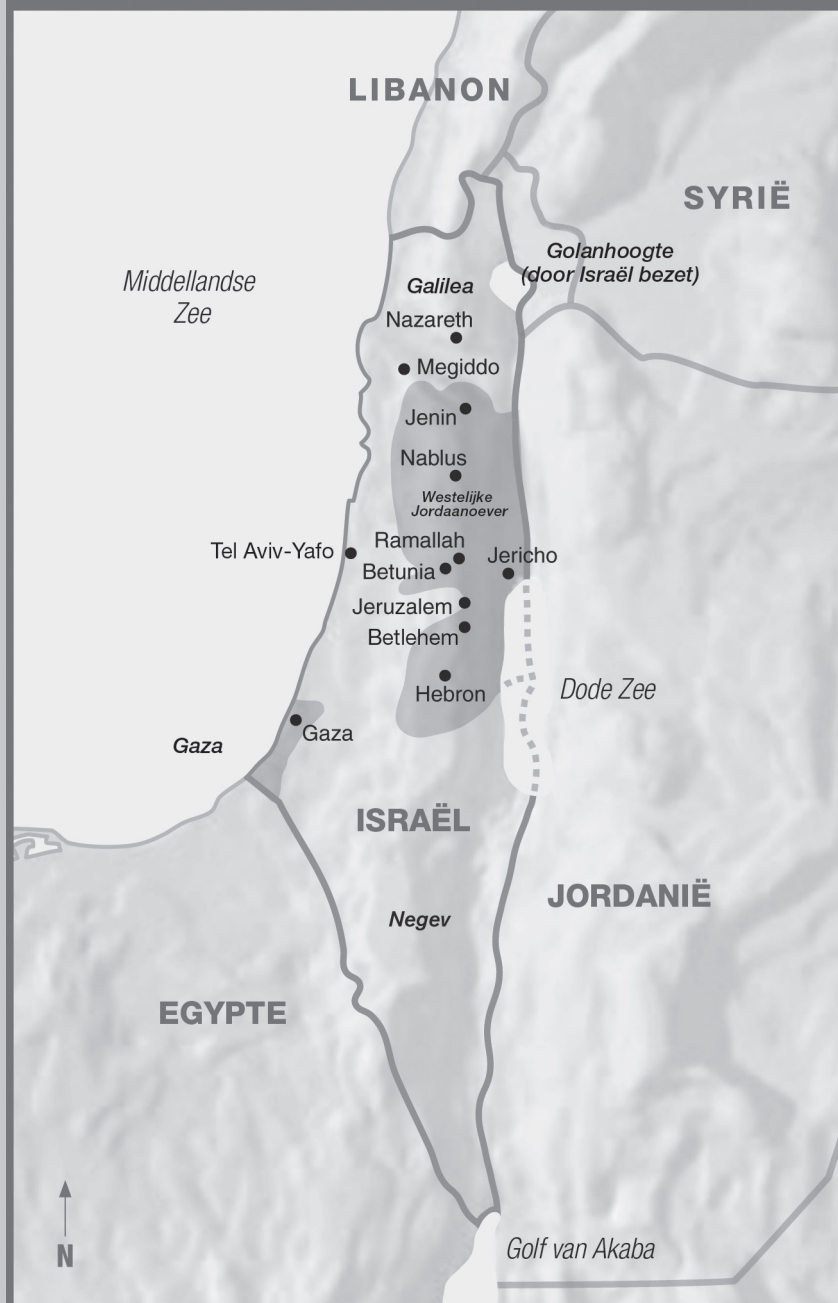 LIBANON
SYRIË
Golanhoogte
(door Israël bezet)
Middellandse
Zee
Galilea
Nazareth
Megiddo
Jenin
Nablus
Westelijke
Jordaanoever
Ramallah
Tel Aviv-Yafo
Jericho
Betunia
Jeruzalem
Betlehem
Dode Zee
Hebron
Gaza
Gaza
ISRAËL
JORDANIË
Negev
EGYPTE
N
Golf van Akaba